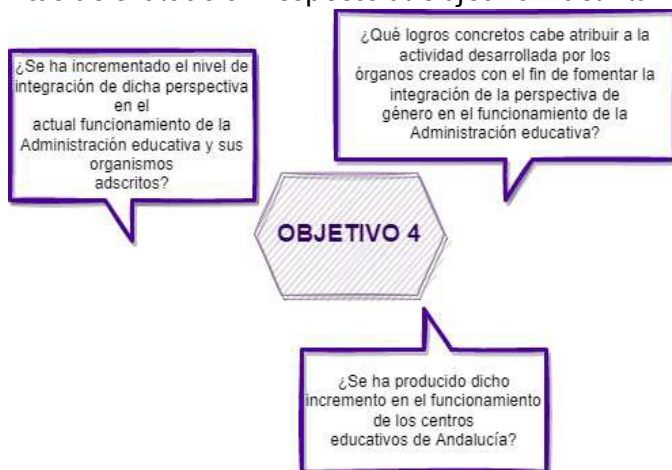 ¿Se ha incrementado el nivel de
integración de dicha perspectiva
en el
actual funcionamiento de la
Administración educativa y sus
organismos
adscritos?
¿Qué logros concretos cabe atribuir a la
actividad desarrollada por los
órganos creados con el fin de fomentar la
integración de la perspectiva de
género en el funcionamiento de la
Administración educativa?
OBJETIVO 4
¿Se ha producido dicho
incremento en el funcionamiento
de los centros
educativos de Andalucía?